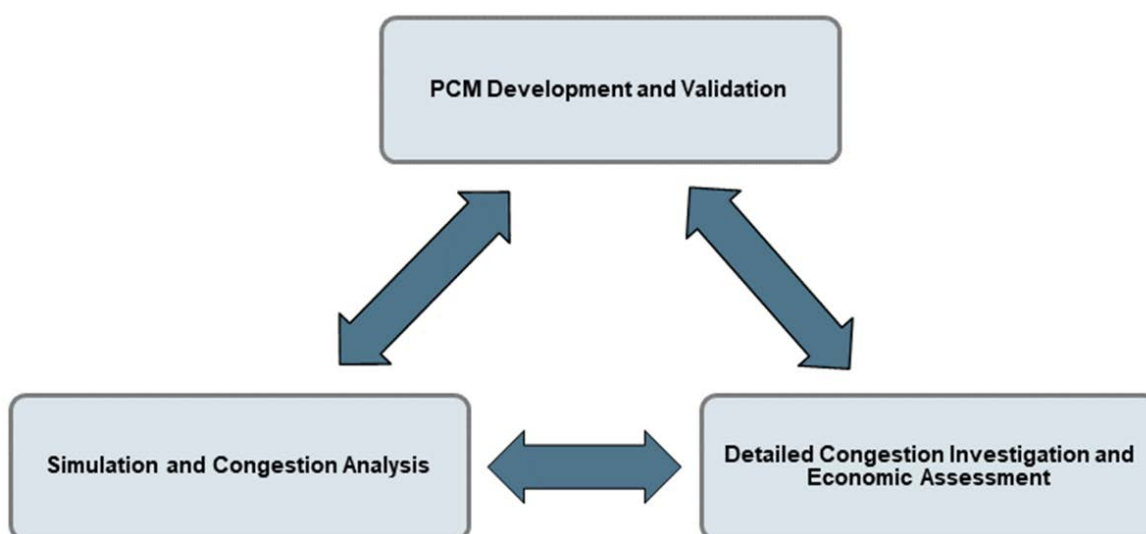 PCM Development and Validation
Simulation and Congestion Analysis
Detailed Congestion Investigation and
Economic Assessment